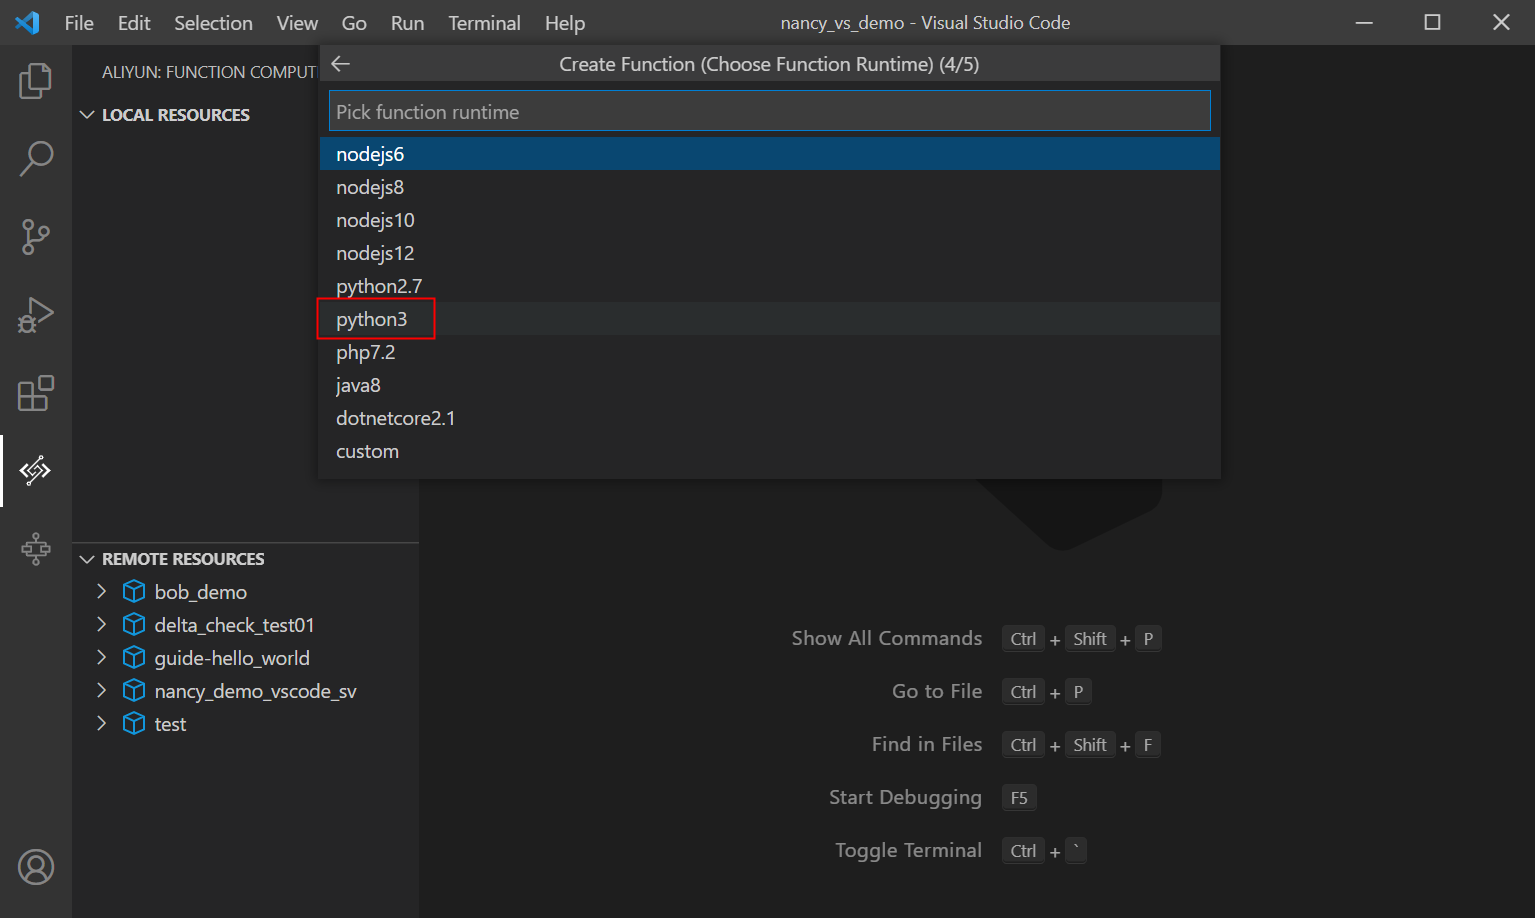 File Edit Selection View Go Run Terminal Help nancy_vs_demo - Visual Studio Code
ALIYUN: FUNCTION COMPUT
LOCAL RESOURCES
Create Function (Choose Function Runtime) (4/5)
Pick function runtime
nodejs6
nodejs8
nodejs10
nodejs12
python2.7
python3
php7.2
java8
dotnetcore2.1
custom
REMOTE RESOURCES
bob_demo
delta_check_test01
guide-hello_world
nancy_demo_vscode_sv
test
Show All Commands Ctrl + Shift + P
Go to File Ctrl + P
Find in Files Ctrl + Shift + F
Start Debugging F5
Toggle Terminal Ctrl + `